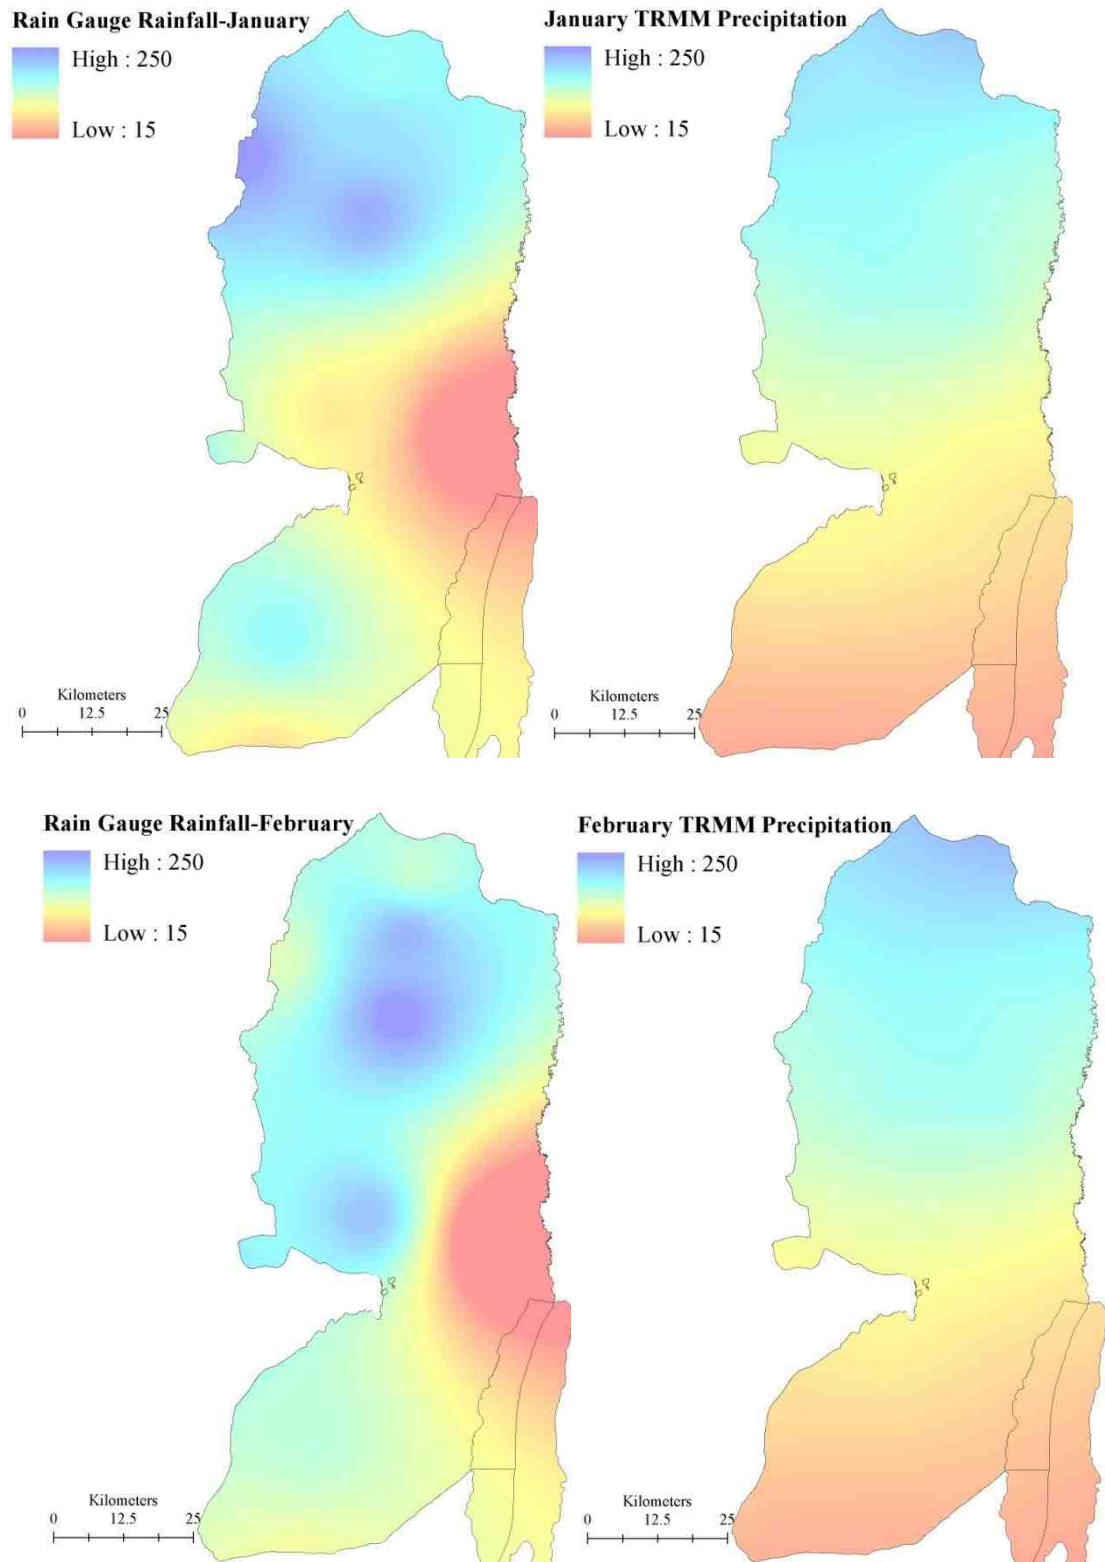 Rain Gauge Rainfall-January
High : 250
Low : 15
Kilometers
0 12.5 25
January TRMM Precipitation
High : 250
Low : 15
Kilometers
0 12.5 25
Rain Gauge Rainfall-February
High : 250
Low : 15
Kilometers
0 12.5 25
February TRMM Precipitation
High : 250
Low : 15
Kilometers
0 12.5 25